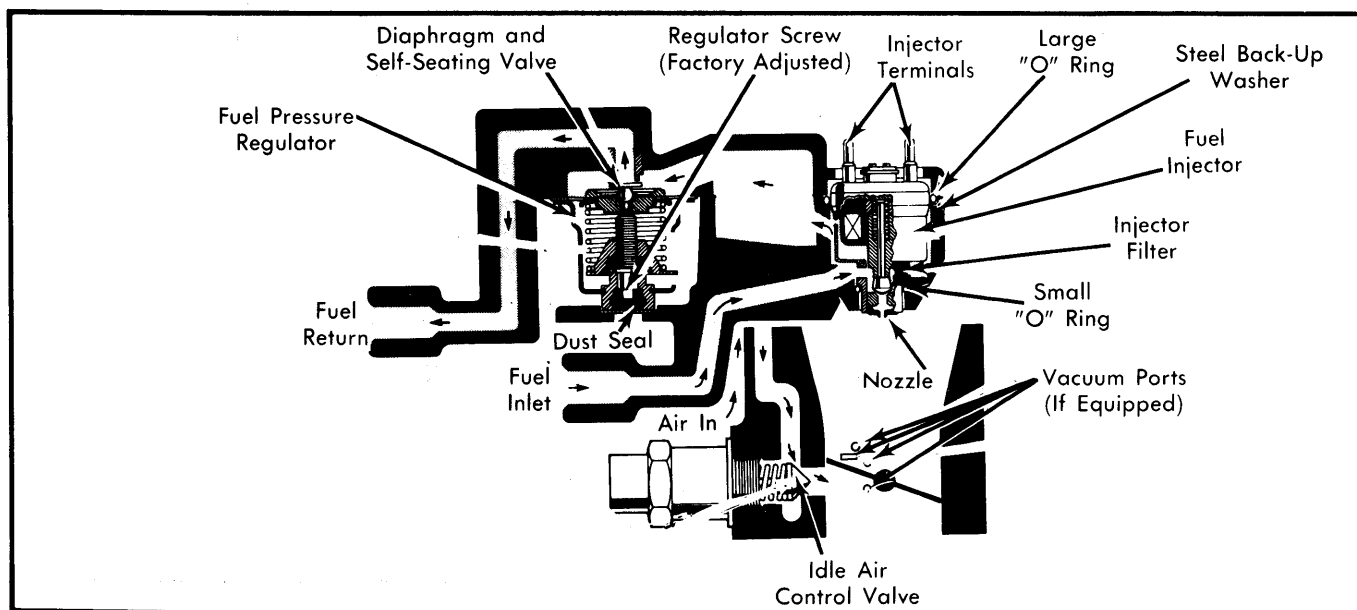 Diaphragm and
Self-Seating Valve
Regulator Screw
(Factory Adjusted)
Injector
Terminals
Large
"O" Ring
Steel Back-Up
Washer
Fuel Pressure
Regulator
Fuel
Injector
Injector
Filter
Small
"O" Ring
Fuel
Return
Dust Seal
Fuel
Inlet
Nozzle
Vacuum Ports
(If Equipped)
Air In
Idle Air
Control Valve